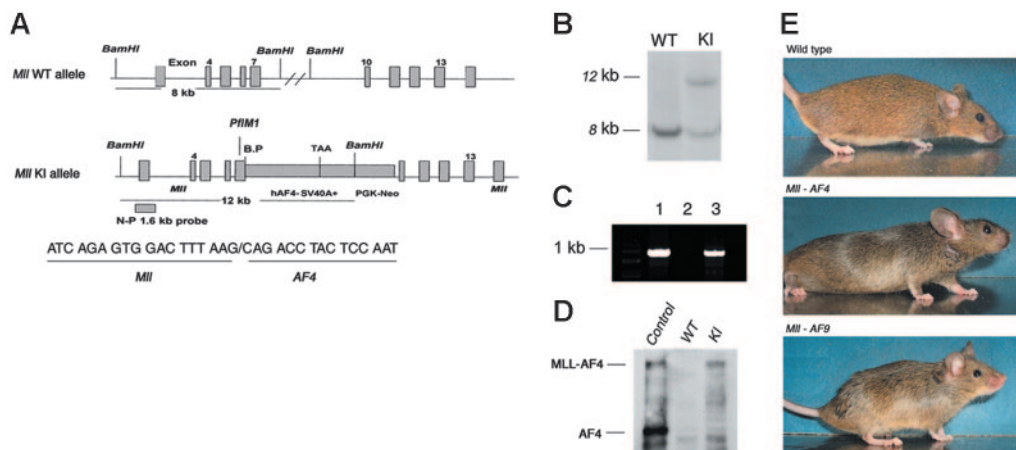 A
BamHI
Exon
4
7
BamHI
BamHI
10
13
Mll WT allele
8 kb
PflM1
BamHI
4
B.P
TAA
BamHI
13
Mll KI allele
Mll
Mll
12 kb
hAF4-SV40A+
PGK-Neo
N-P 1.6 kb probe
ATC AGA GTG GAC TTT AAG/CAG ACC TAC TCC AAT
Mll
AF4
B
WT KI
12 kb
8 kb
C
1 2 3
1 kb
D
Control
WT
KI
MLL-AF4
AF4
E
Wild type
Mll - AF4
Mll - AF9